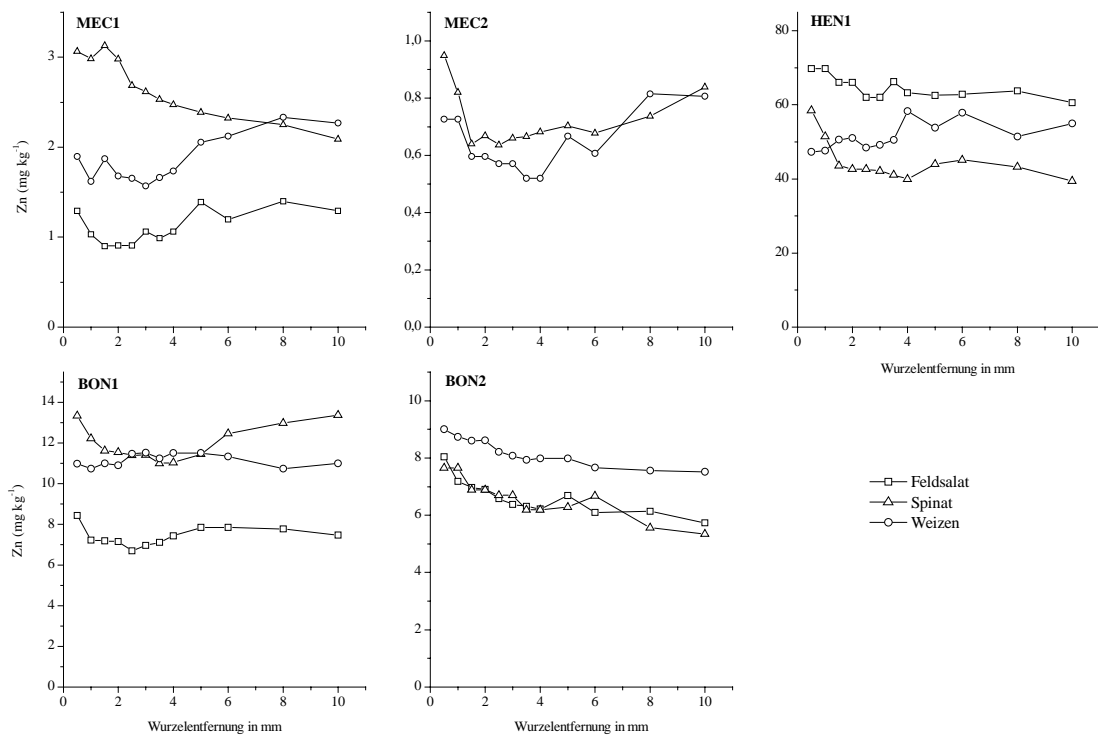 MEC1
MEC2
HEN1
Zn (mg kg-1)
3
2
1
0
0 2 4 6 8 10
1,0
0,8
0,6
0,4
0,2
0,0
0 2 4 6 8 10
80
60
40
20
0
0 2 4 6 8 10
Wurzelentfernung in mm
BON1
BON2
Zn (mg kg-1)
14
12
10
8
6
4
2
0
0 2 4 6 8 10
Wurzelentfernung in mm
10
8
6
4
2
0
0 2 4 6 8 10
Wurzelentfernung in mm
Feldsalat
Spinat
Weizen